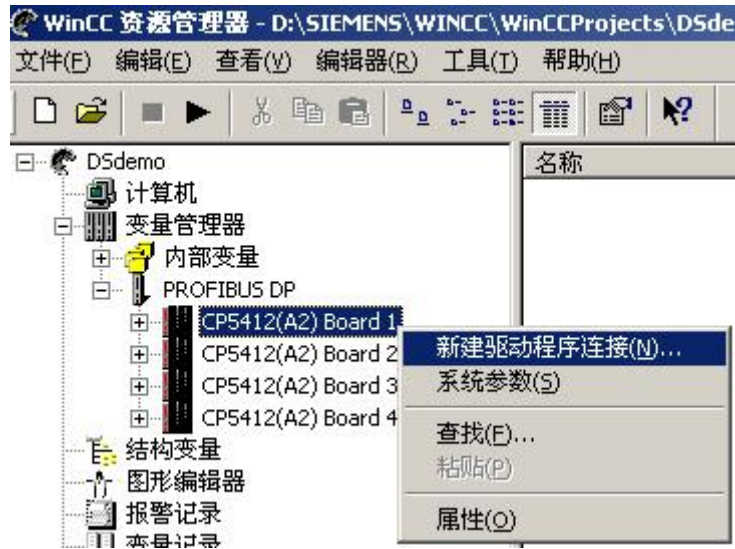 WinCC 资源管理器 - D:\SIEMENS\WINCC\WinCCProjects\DSde
文件(F) 编辑(E) 查看(V) 编辑器(R) 工具(T) 帮助(H)
DSdemo
名称
计算机
变量管理器
内部变量
PROFIBUS DP
CP5412(A2) Board 1
CP5412(A2) Board 2
CP5412(A2) Board 3
CP5412(A2) Board 4
新建驱动程序连接(N)...
系统参数(S)
查找(F)...
粘贴(P)
属性(O)
结构变量
图形编辑器
报警记录
变量记录